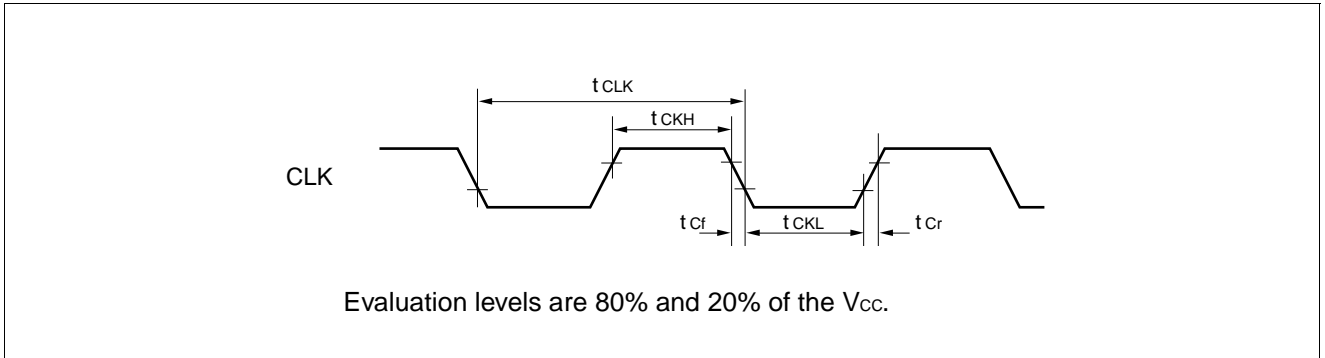 t CLK
t CKH
CLK
t Cf t CKL t Cr
Evaluation levels are 80% and 20% of the VCC.